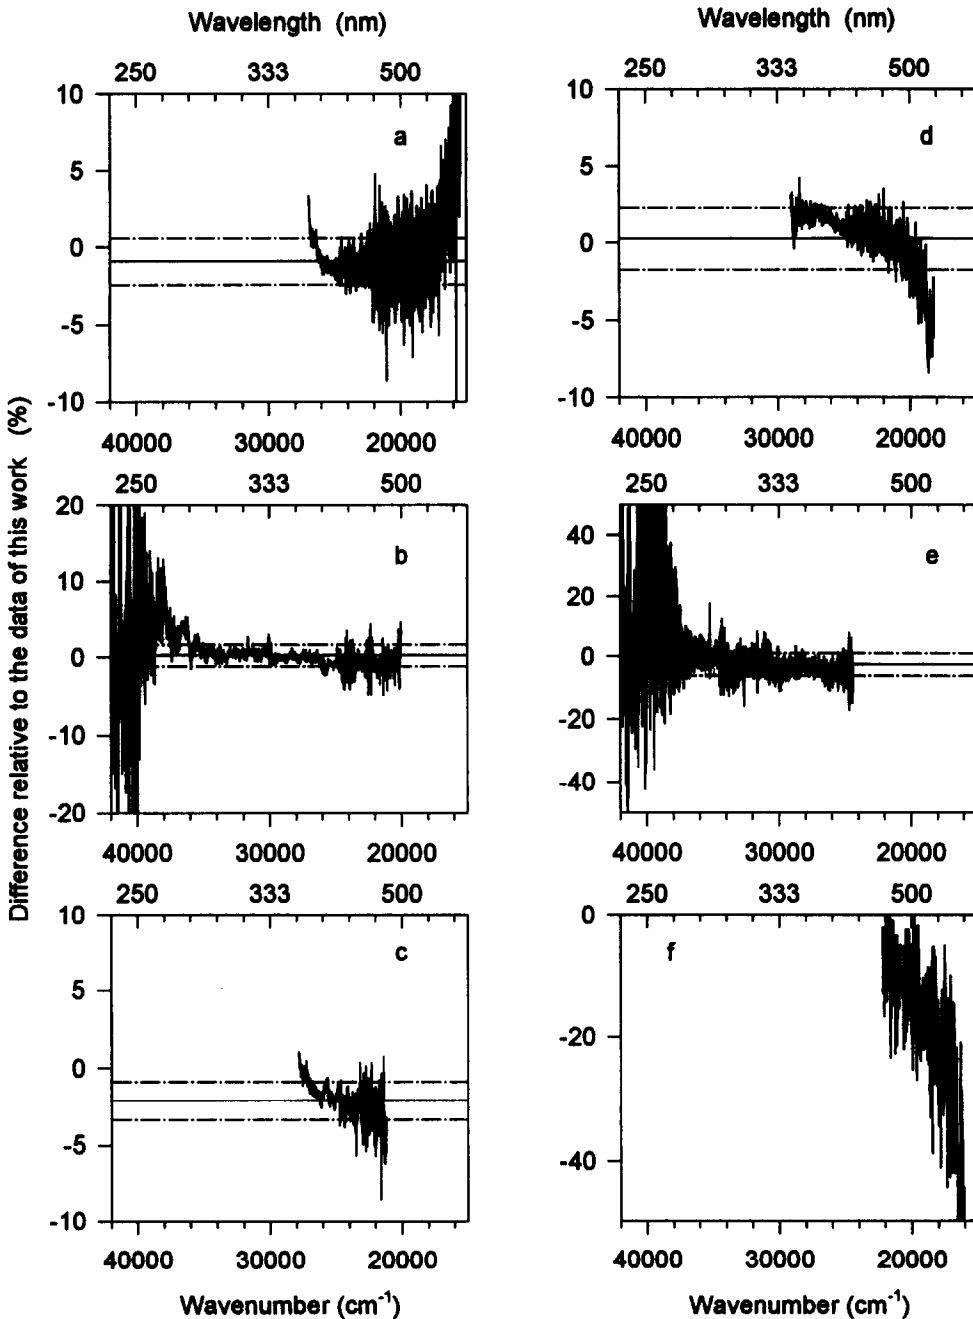 Wavelength (nm)
Wavelength (nm)
250 333 500
250 333 500
10
5
0
-5
-10
a
10
5
0
-5
-10
d
40000 30000 20000
40000 30000 20000
250 333 500
250 333 500
20
10
0
-10
-20
b
40
20
0
-20
-40
e
40000 30000 20000
40000 30000 20000
250 333 500
250 333 500
10
5
0
-5
-10
c
0
-20
-40
f
40000 30000 20000
40000 30000 20000
Wavenumber (cm⁻¹)
Wavenumber (cm⁻¹)
Difference relative to the data of this work (%)